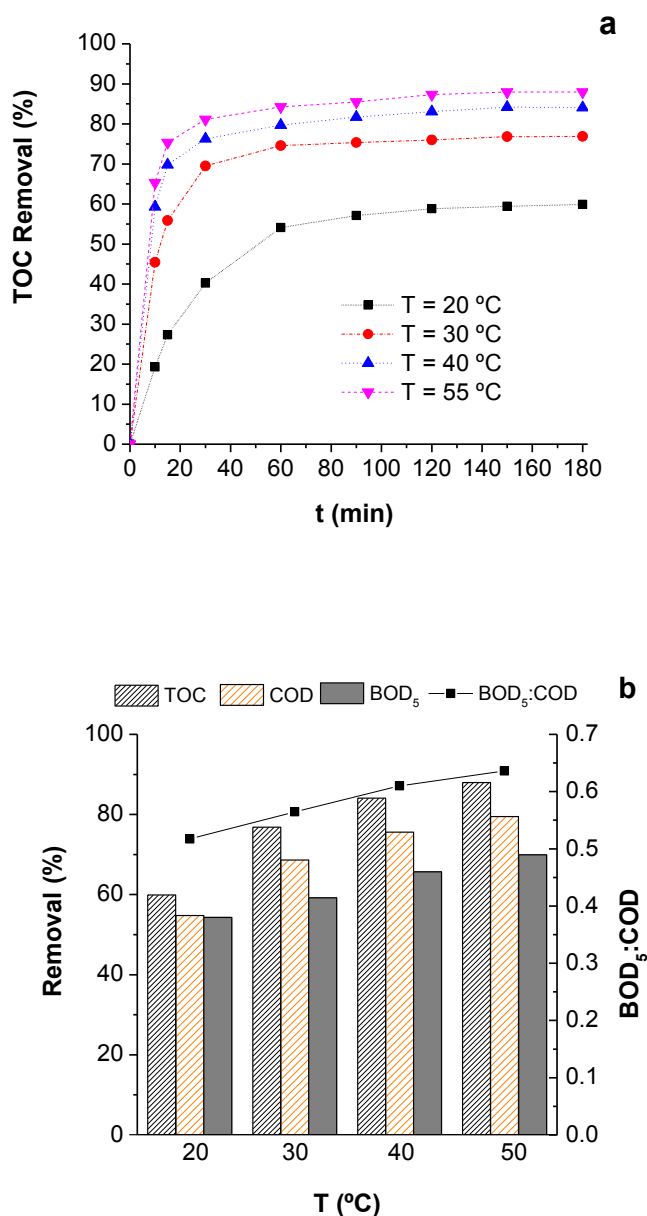 a
100
90
80
70
60
50
40
30
20
10
0
TOC Removal (%)
T = 20 ºC
T = 30 ºC
T = 40 ºC
T = 55 ºC
0 20 40 60 80 100 120 140 160 180
t (min)
b
TOC COD BOD5 BOD5:COD
100
80
60
40
20
0
Removal (%)
0.7
0.6
0.5
0.4
0.3
0.2
0.1
0.0
BOD5:COD
20 30 40 50
T (ºC)